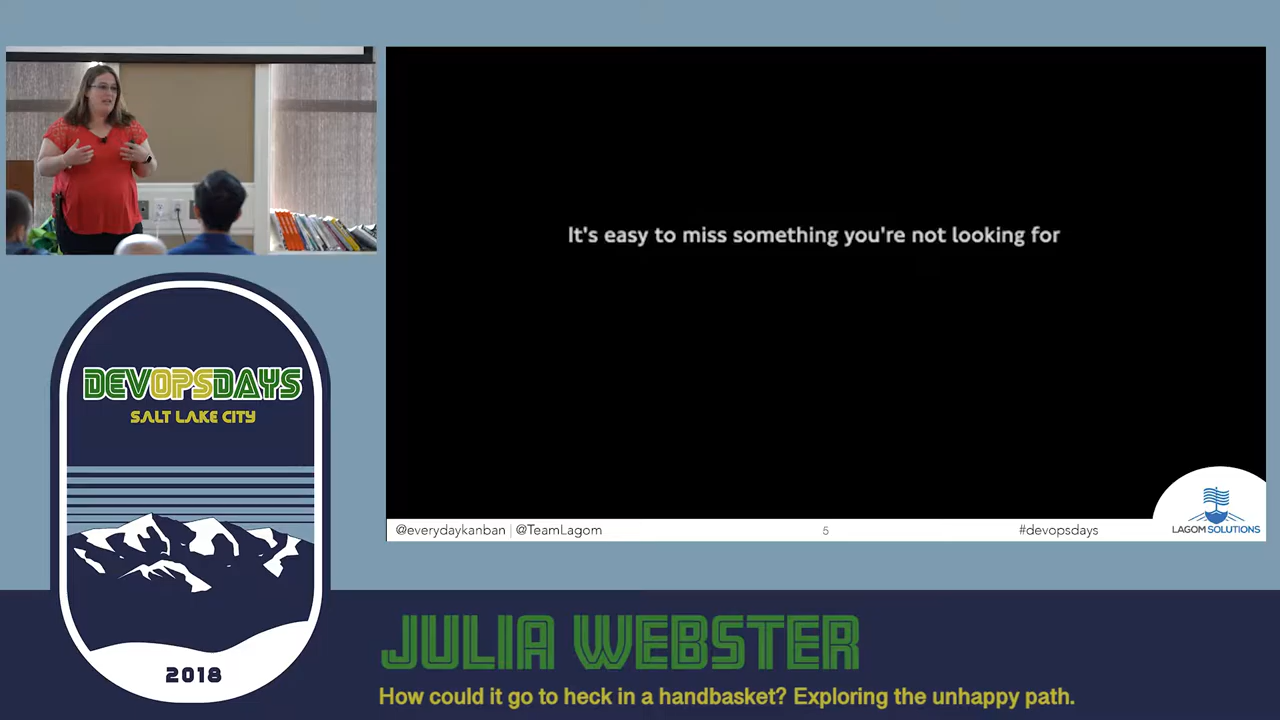 It's easy to miss something you're not looking for
@everydaykanban | @TeamLagom
5
#devopsdays
LAGOM SOLUTIONS
DEVOPSDAYS
SALT LAKE CITY
2018
JULIA WEBSTER
How could it go to heck in a handbasket? Exploring the unhappy path.